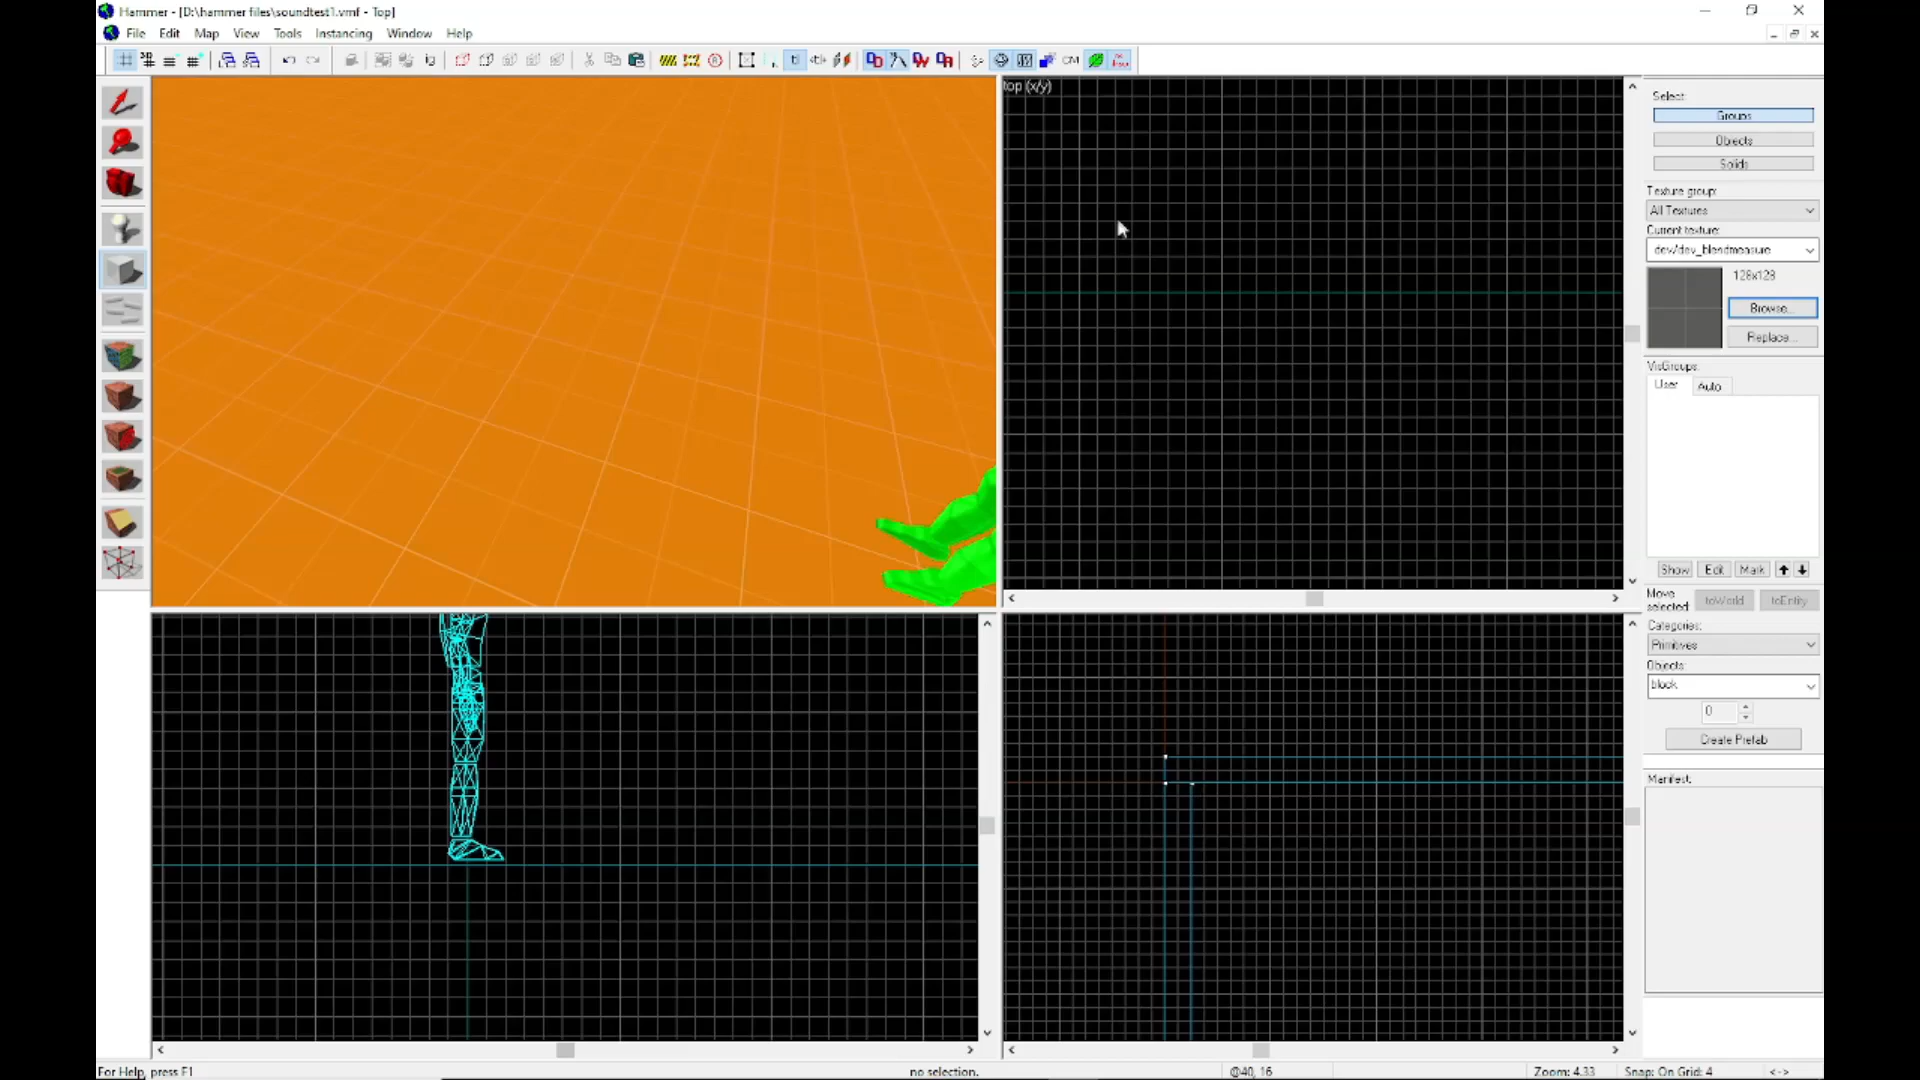 Hammer - [D:\hammer files\soundtest1.vmf - Top]
File Edit Map View Tools Instancing Window Help
top (x/y)
Select:
Groups
Objects
Solids
Texture group:
All Textures
Current texture:
dev/dev_blendmeasure
128x128
Browse...
Replace...
VisGroups:
User Auto
Show Edit Mark
Move selected:
toWorld toEntity
Categories:
Primitives
Objects:
block
0
Create Prefab
Manifest:
For Help, press F1 no selection. @40, 16 Zoom: 4.33 Snap: On Grid: 4 <->